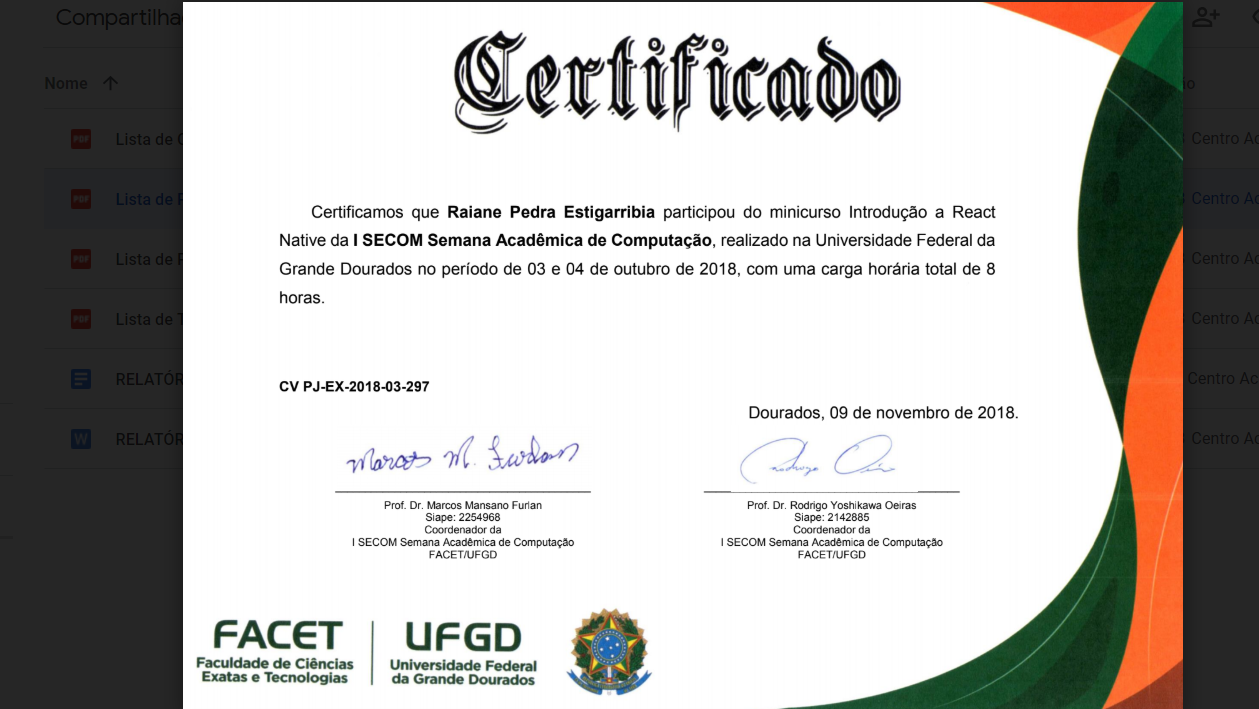 Compartilha
Nome
Lista de
Lista de
Lista de
Lista de
RELATÓR
RELATÓR
Certificado
Certificamos que Raiane Pedra Estigarribia participou do minicurso Introdução a React
Native da I SECOM Semana Acadêmica de Computação, realizado na Universidade Federal da
Grande Dourados no período de 03 e 04 de outubro de 2018, com uma carga horária total de 8
horas.
CV PJ-EX-2018-03-297
Dourados, 09 de novembro de 2018.
Marcos M. Furlan
Rodrigo Oeiras
Prof. Dr. Marcos Mansano Furlan
Siape: 2254968
Coordenador da
I SECOM Semana Acadêmica de Computação
FACET/UFGD
Prof. Dr. Rodrigo Yoshikawa Oeiras
Siape: 2142885
Coordenador da
I SECOM Semana Acadêmica de Computação
FACET/UFGD
FACET
Faculdade de Ciências
Exatas e Tecnologias
UFGD
Universidade Federal
da Grande Dourados
Centro Ac
Centro Ac
Centro Ac
Centro Ac
Centro Ac
Centro Ac